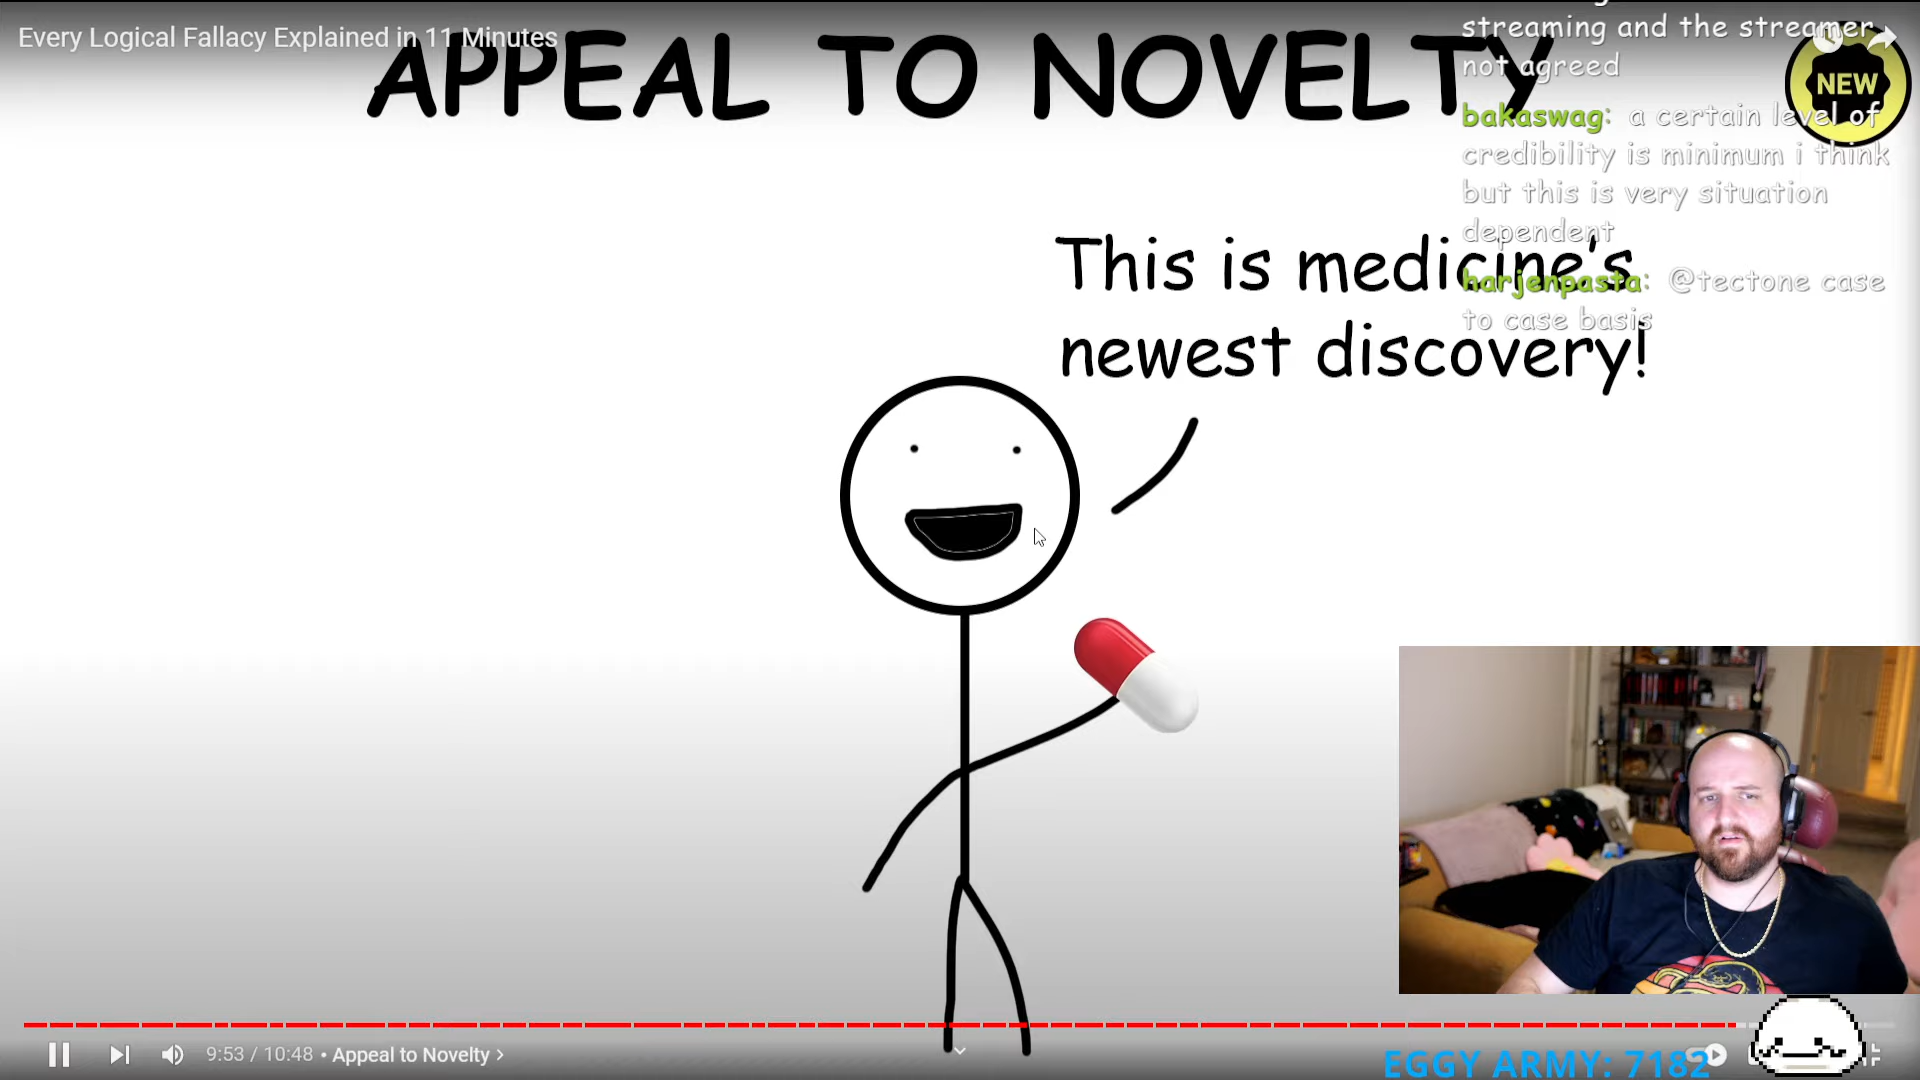 Every Logical Fallacy Explained in 11 Minutes
APPEAL TO NOVELTY
NEW
streaming and the streamer
not agreed
bakaswag: a certain level of
credibility is minimum i think
but this is very situation
dependent
harjenpasta: @tectone case
to case basis
This is medicine's
newest discovery!
9:53 / 10:48 • Appeal to Novelty >
EGGY ARMY: 7182